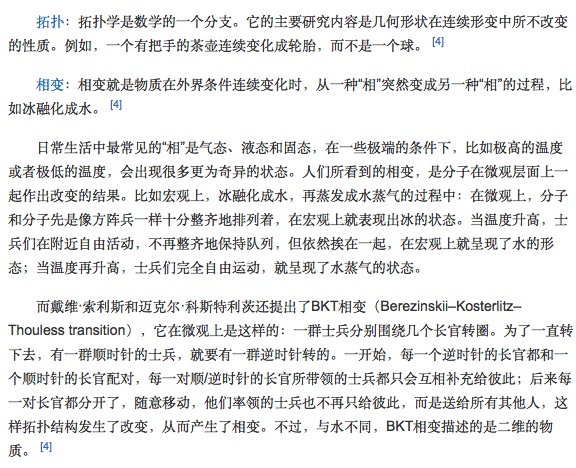 拓扑：拓扑学是数学的一个分支。它的主要研究内容是几何形状在连续形变中所不改变
的性质。例如，一个有把手的茶壶连续变化成轮胎，而不是一个球。 [4]
相变：相变就是物质在外界条件连续变化时，从一种“相”突然变成另一种“相”的过程，比
如冰融化成水。 [4]
日常生活中最常见的“相”是气态、液态和固态，在一些极端的条件下，比如极高的温度
或者极低的温度，会出现很多更为奇异的状态。人们所看到的相变，是分子在微观层面上一
起作出改变的结果。比如宏观上，冰融化成水，再蒸发成水蒸气的过程中：在微观上，分子
和分子先是像方阵兵一样十分整齐地排列着，在宏观上就表现出冰的状态。当温度升高，士
兵们在附近自由活动，不再整齐地保持队列，但依然挨在一起，在宏观上就呈现了水的形
态；当温度再升高，士兵们完全自由运动，就呈现了水蒸气的状态。
而戴维·索利斯和迈克尔·科斯特利茨还提出了BKT相变（Berezinskii–Kosterlitz–
Thouless transition），它在微观上是这样的：一群士兵分别围绕几个长官转圈。为了一直转
下去，有一群顺时针的士兵，就要有一群逆时针转的。一开始，每一个逆时针的长官都和一
个顺时针的长官配对，每一对顺/逆时针的长官所带领的士兵都只会互相补充给彼此；后来每
一对长官都分开了，随意移动，他们率领的士兵也不再只给彼此，而是送给所有其他人，这
样拓扑结构发生了改变，从而产生了相变。不过，与水不同，BKT相变描述的是二维的物
质。 [4]